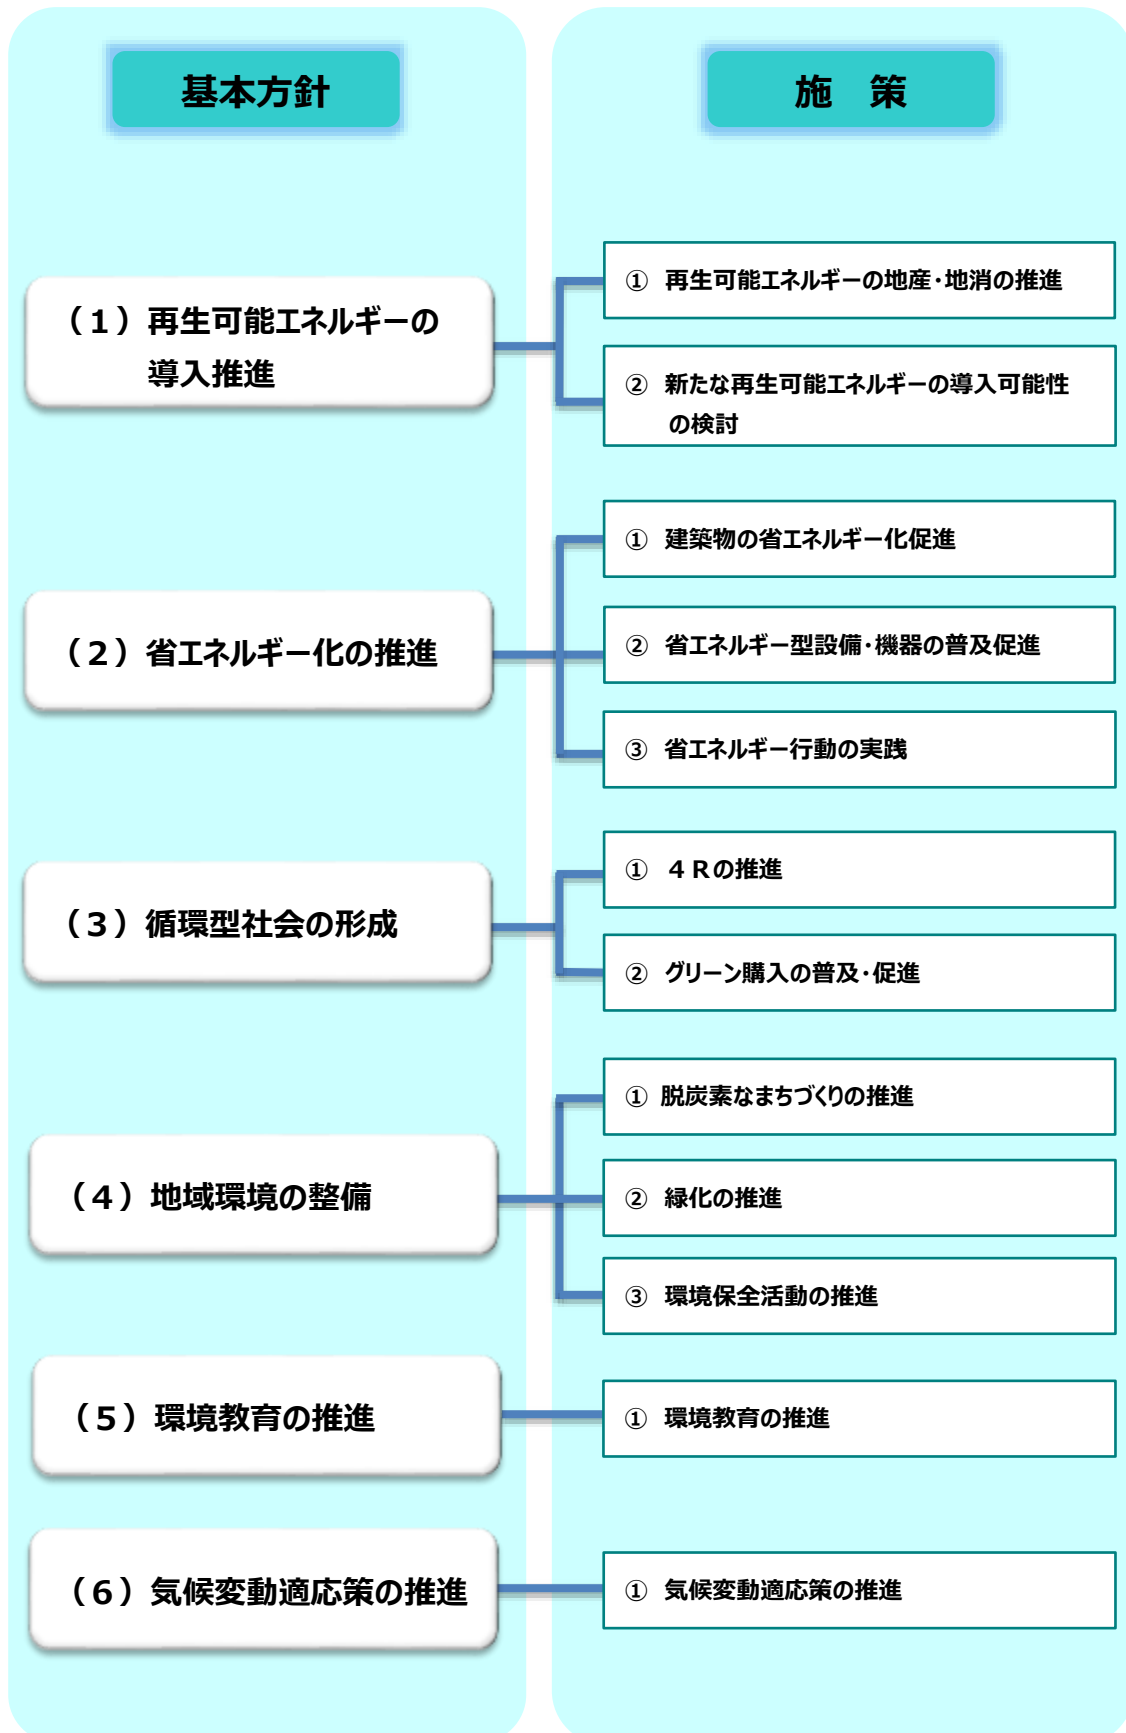 基本方針
施　策
（１）再生可能エネルギーの
導入推進
① 再生可能エネルギーの地産・地消の推進
② 新たな再生可能エネルギーの導入可能性
の検討
（２）省エネルギー化の推進
① 建築物の省エネルギー化促進
② 省エネルギー型設備・機器の普及促進
③ 省エネルギー行動の実践
（３）循環型社会の形成
① ４Ｒの推進
② グリーン購入の普及・促進
（４）地域環境の整備
① 脱炭素なまちづくりの推進
② 緑化の推進
③ 環境保全活動の推進
（５）環境教育の推進
① 環境教育の推進
（６）気候変動適応策の推進
① 気候変動適応策の推進